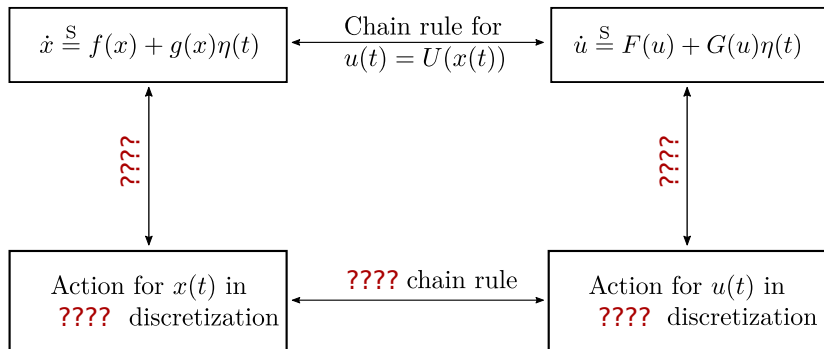 ẋ =ˢ f(x) + g(x)η(t)
Chain rule for
u(t) = U(x(t))
u̇ =ˢ F(u) + G(u)η(t)
????
????
Action for x(t) in
???? discretization
???? chain rule
Action for u(t) in
???? discretization